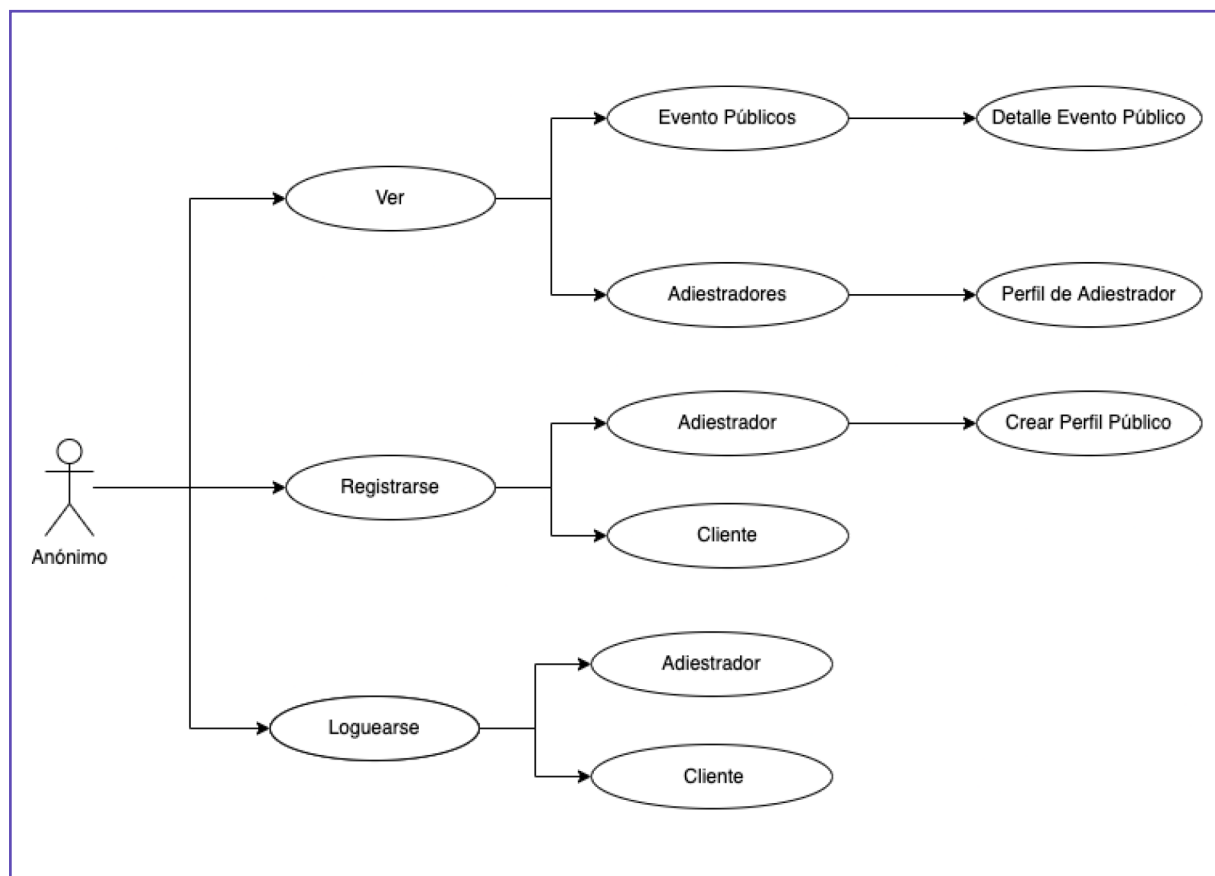 Evento Públicos
Detalle Evento Público
Ver
Adiestradores
Perfil de Adiestrador
Adiestrador
Crear Perfil Público
Registrarse
Cliente
Anónimo
Adiestrador
Loguearse
Cliente